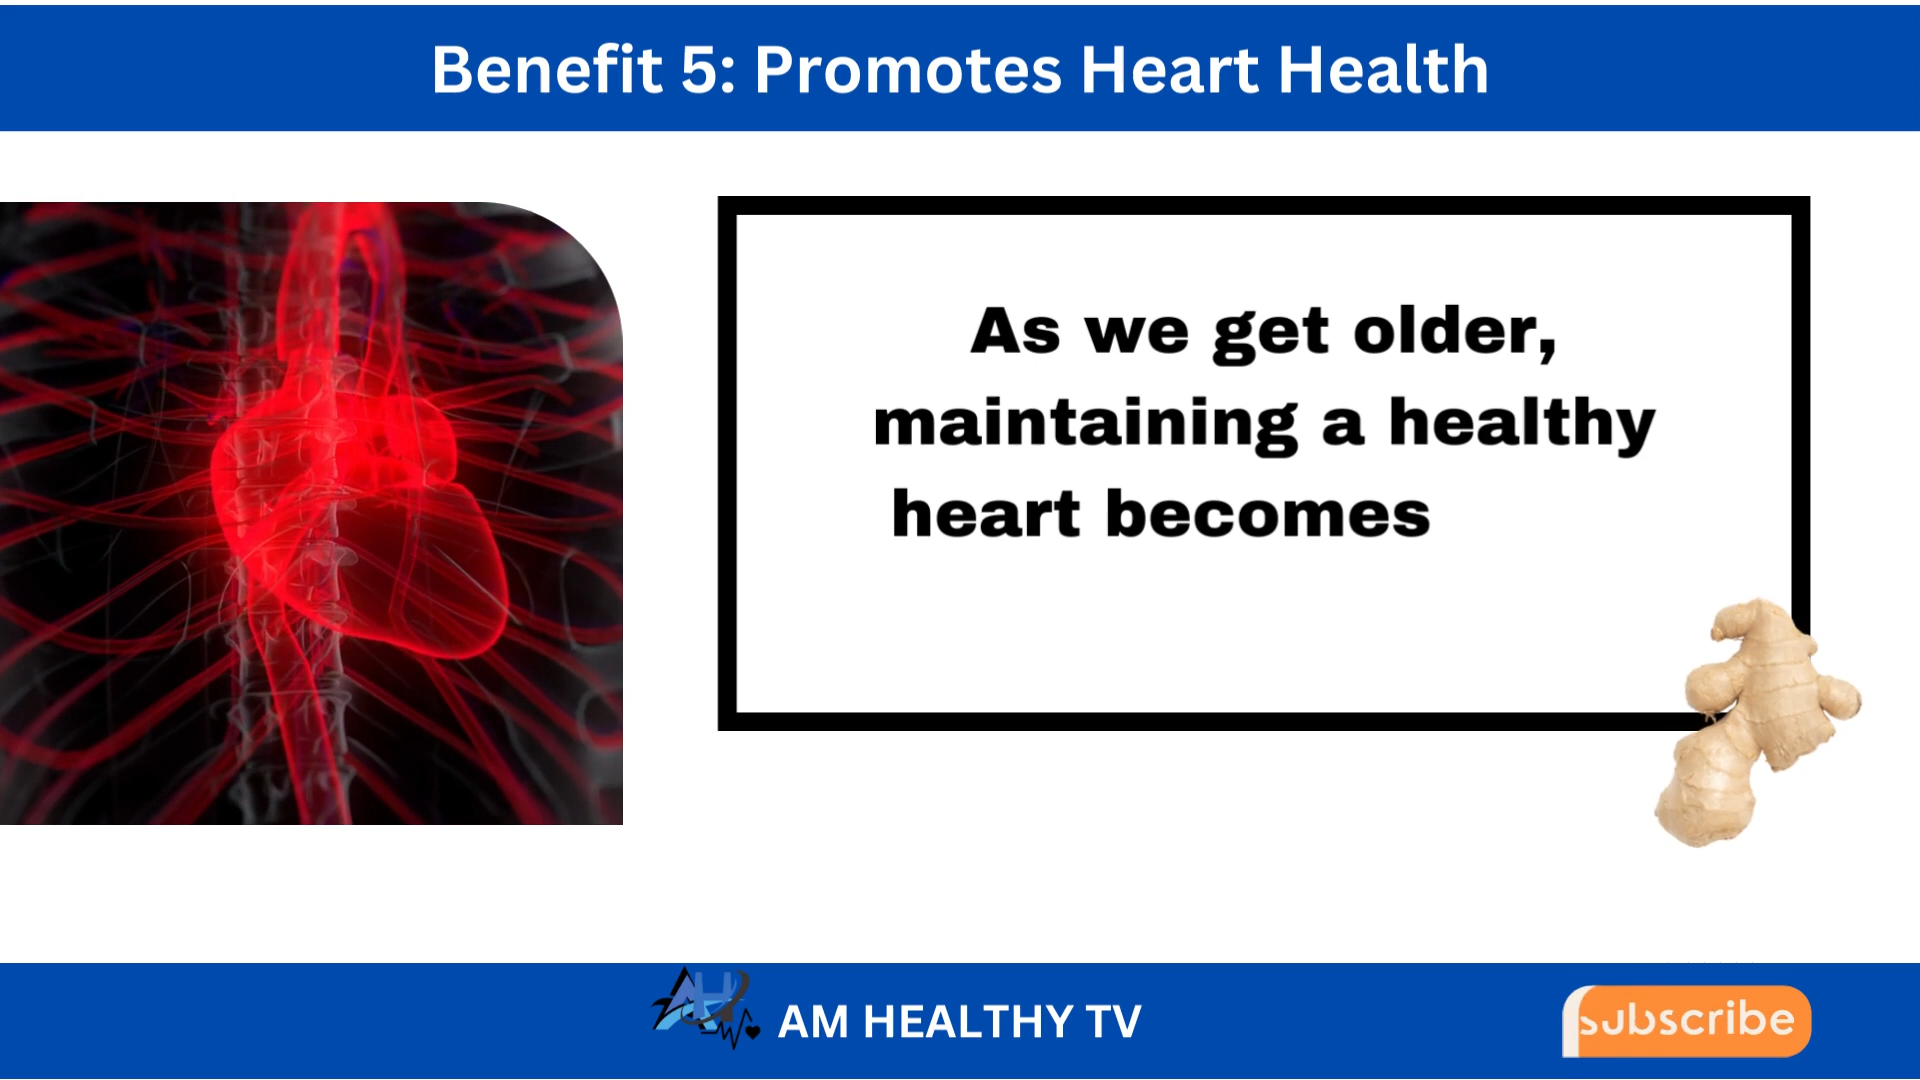 Benefit 5: Promotes Heart Health
As we get older,
maintaining a healthy
heart becomes
AM HEALTHY TV
subscribe